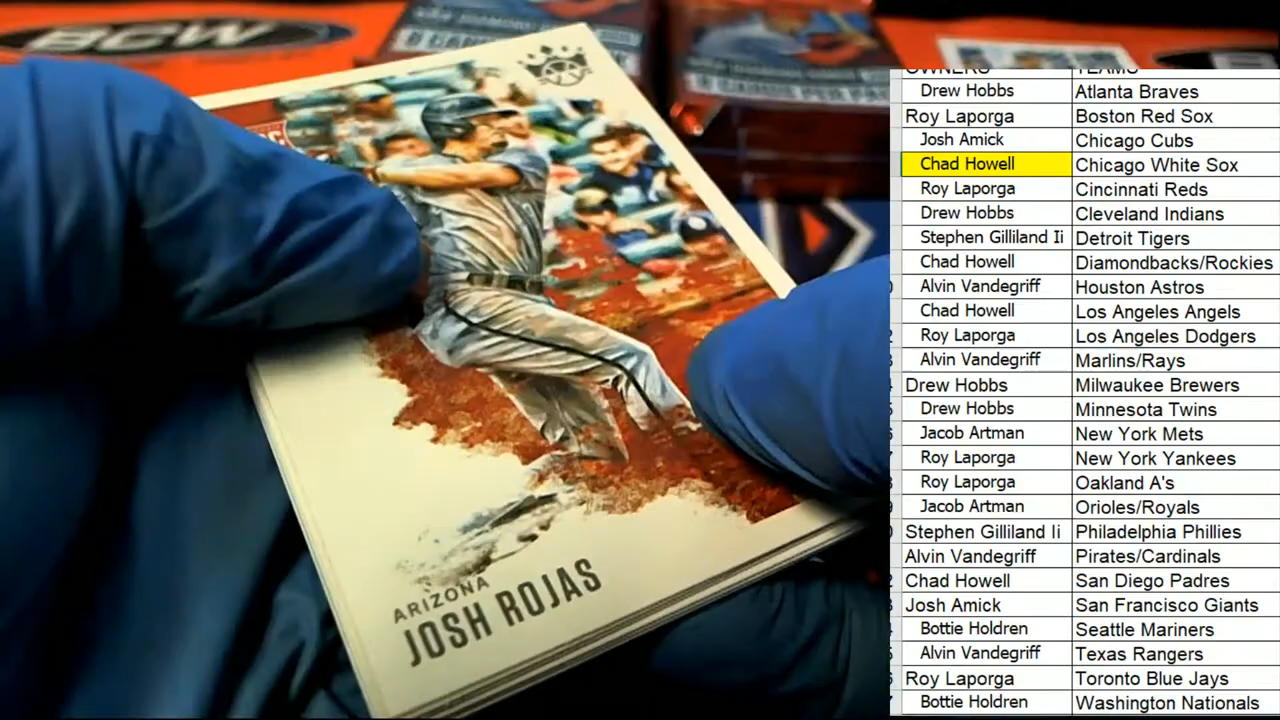 BCW
ARIZONA
JOSH ROJAS
OWNERS TEAMS
Drew Hobbs Atlanta Braves
Roy Laporga Boston Red Sox
Josh Amick Chicago Cubs
Chad Howell Chicago White Sox
Roy Laporga Cincinnati Reds
Drew Hobbs Cleveland Indians
Stephen Gilliland Ii Detroit Tigers
Chad Howell Diamondbacks/Rockies
Alvin Vandegriff Houston Astros
Chad Howell Los Angeles Angels
Roy Laporga Los Angeles Dodgers
Alvin Vandegriff Marlins/Rays
Drew Hobbs Milwaukee Brewers
Drew Hobbs Minnesota Twins
Jacob Artman New York Mets
Roy Laporga New York Yankees
Roy Laporga Oakland A's
Jacob Artman Orioles/Royals
Stephen Gilliland Ii Philadelphia Phillies
Alvin Vandegriff Pirates/Cardinals
Chad Howell San Diego Padres
Josh Amick San Francisco Giants
Bottie Holdren Seattle Mariners
Alvin Vandegriff Texas Rangers
Roy Laporga Toronto Blue Jays
Bottie Holdren Washington Nationals